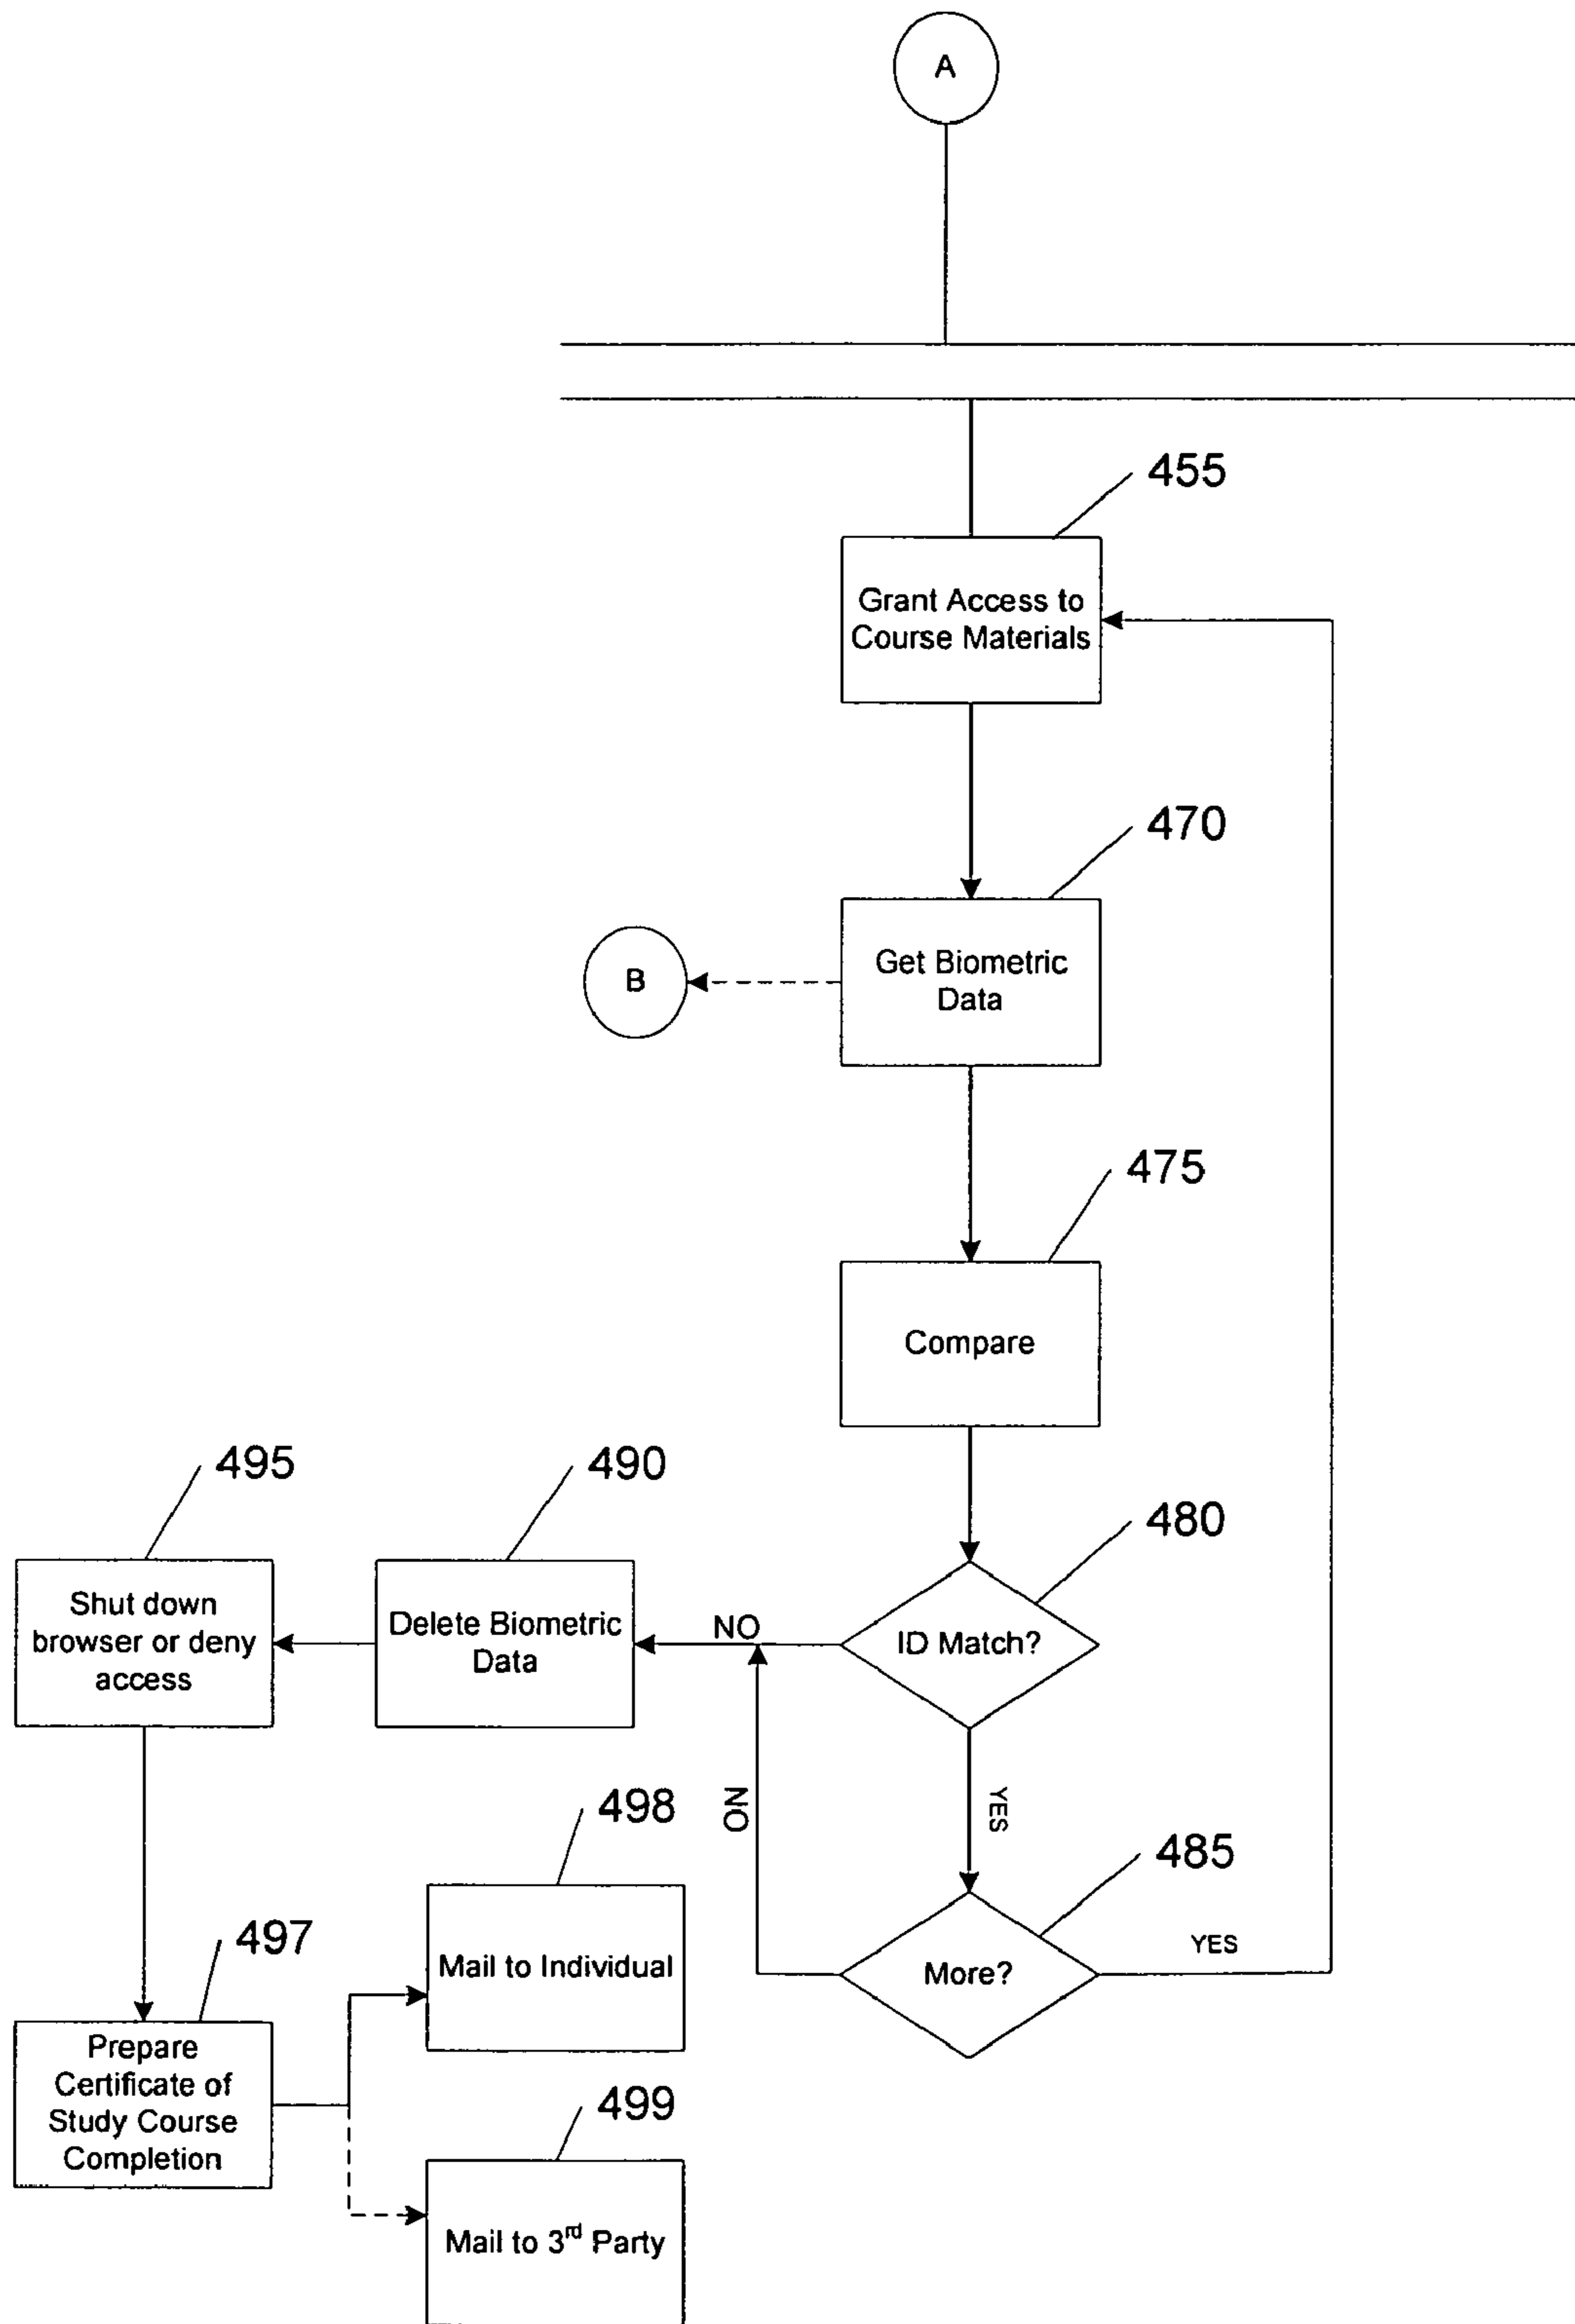 A
455
Grant Access to
Course Materials
470
Get Biometric
Data
B
475
Compare
495
490
480
Shut down
browser or deny
access
Delete Biometric
Data
NO
ID Match?
498
NO
YES
485
497
Mail to Individual
More?
YES
Prepare
Certificate of
Study Course
Completion
499
Mail to 3rd Party